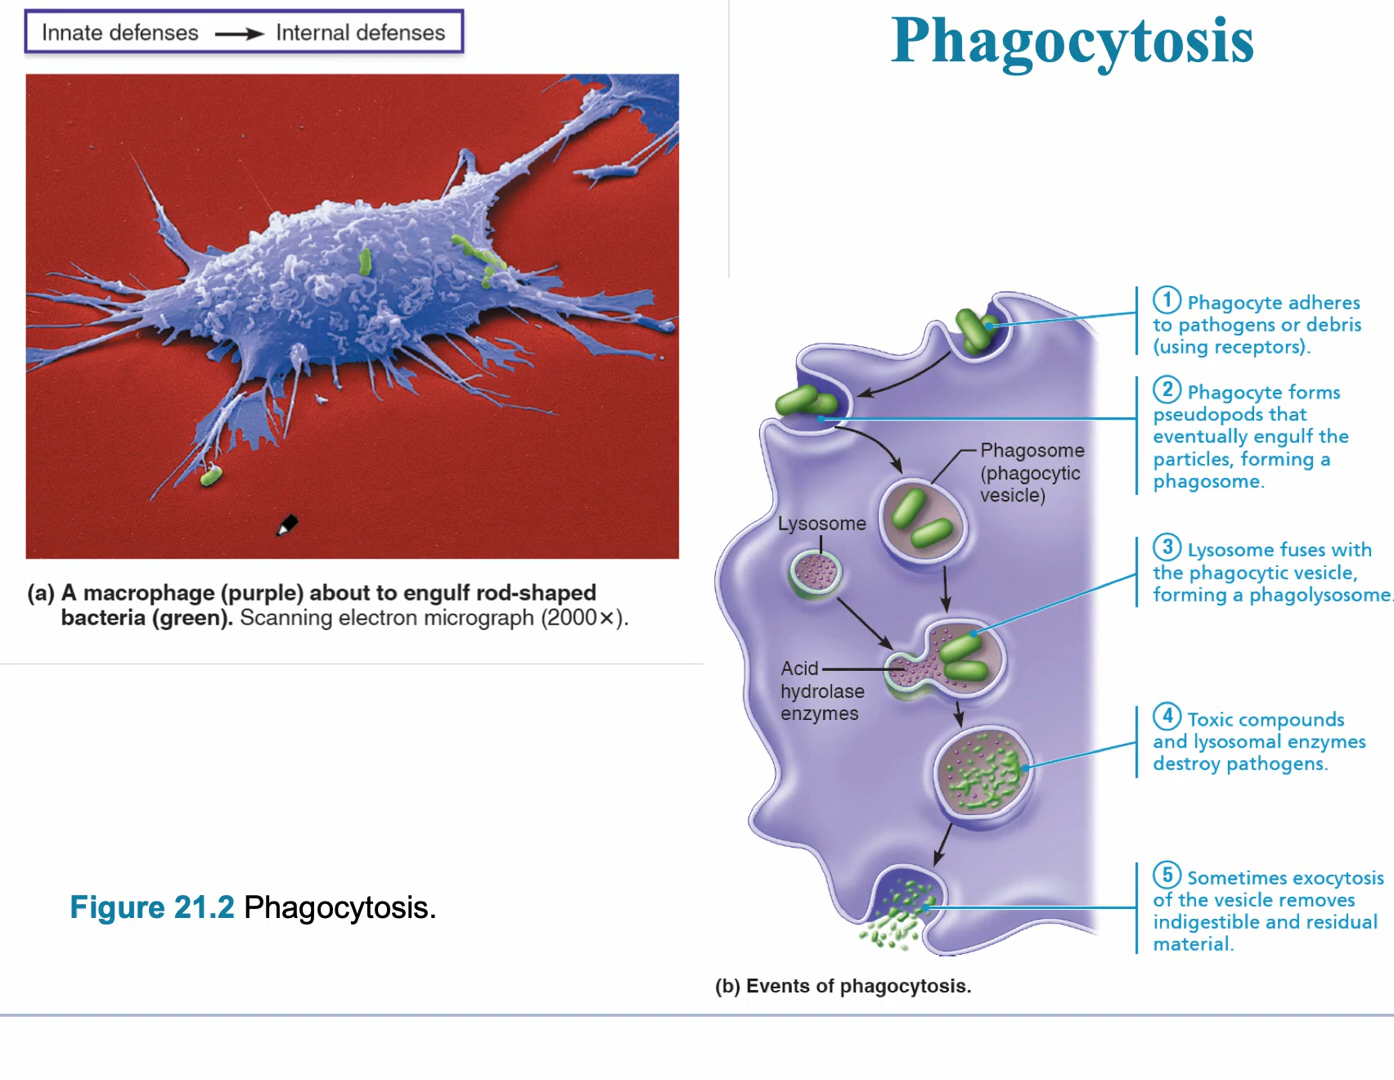 Innate defenses → Internal defenses
Phagocytosis
(a) A macrophage (purple) about to engulf rod-shaped
bacteria (green). Scanning electron micrograph (2000×).
Figure 21.2 Phagocytosis.
1 Phagocyte adheres
to pathogens or debris
(using receptors).
2 Phagocyte forms
pseudopods that
eventually engulf the
particles, forming a
phagosome.
Phagosome
(phagocytic
vesicle)
Lysosome
3 Lysosome fuses with
the phagocytic vesicle,
forming a phagolysosome.
Acid
hydrolase
enzymes
4 Toxic compounds
and lysosomal enzymes
destroy pathogens.
5 Sometimes exocytosis
of the vesicle removes
indigestible and residual
material.
(b) Events of phagocytosis.